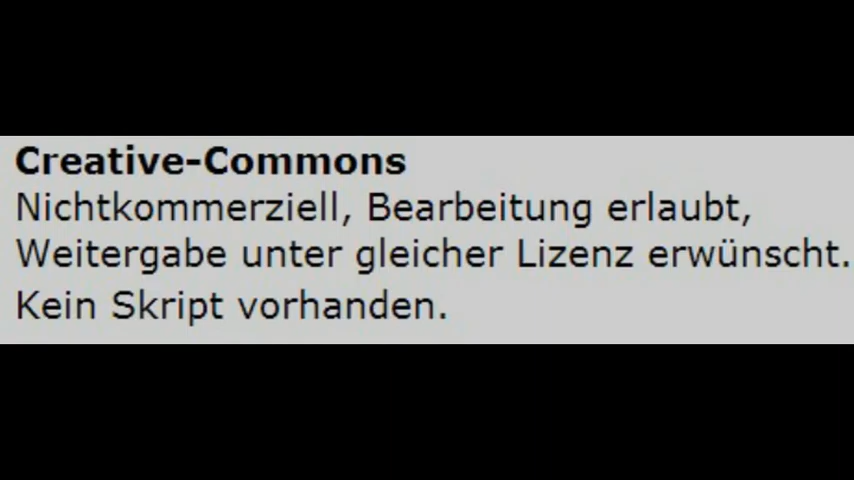 Creative-Commons
Nichtkommerziell, Bearbeitung erlaubt,
Weitergabe unter gleicher Lizenz erwünscht.
Kein Skript vorhanden.